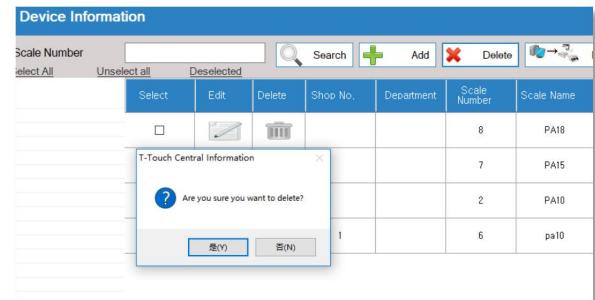 Device Information
Scale Number Search Add Delete
Select All Unselect all Deselected
Select Edit Delete Shop No. Department Scale Number Scale Name
8 PA18
T-Touch Central Information
7 PA15
Are you sure you want to delete?
2 PA10
是(Y) 否(N)
1 6 pa10